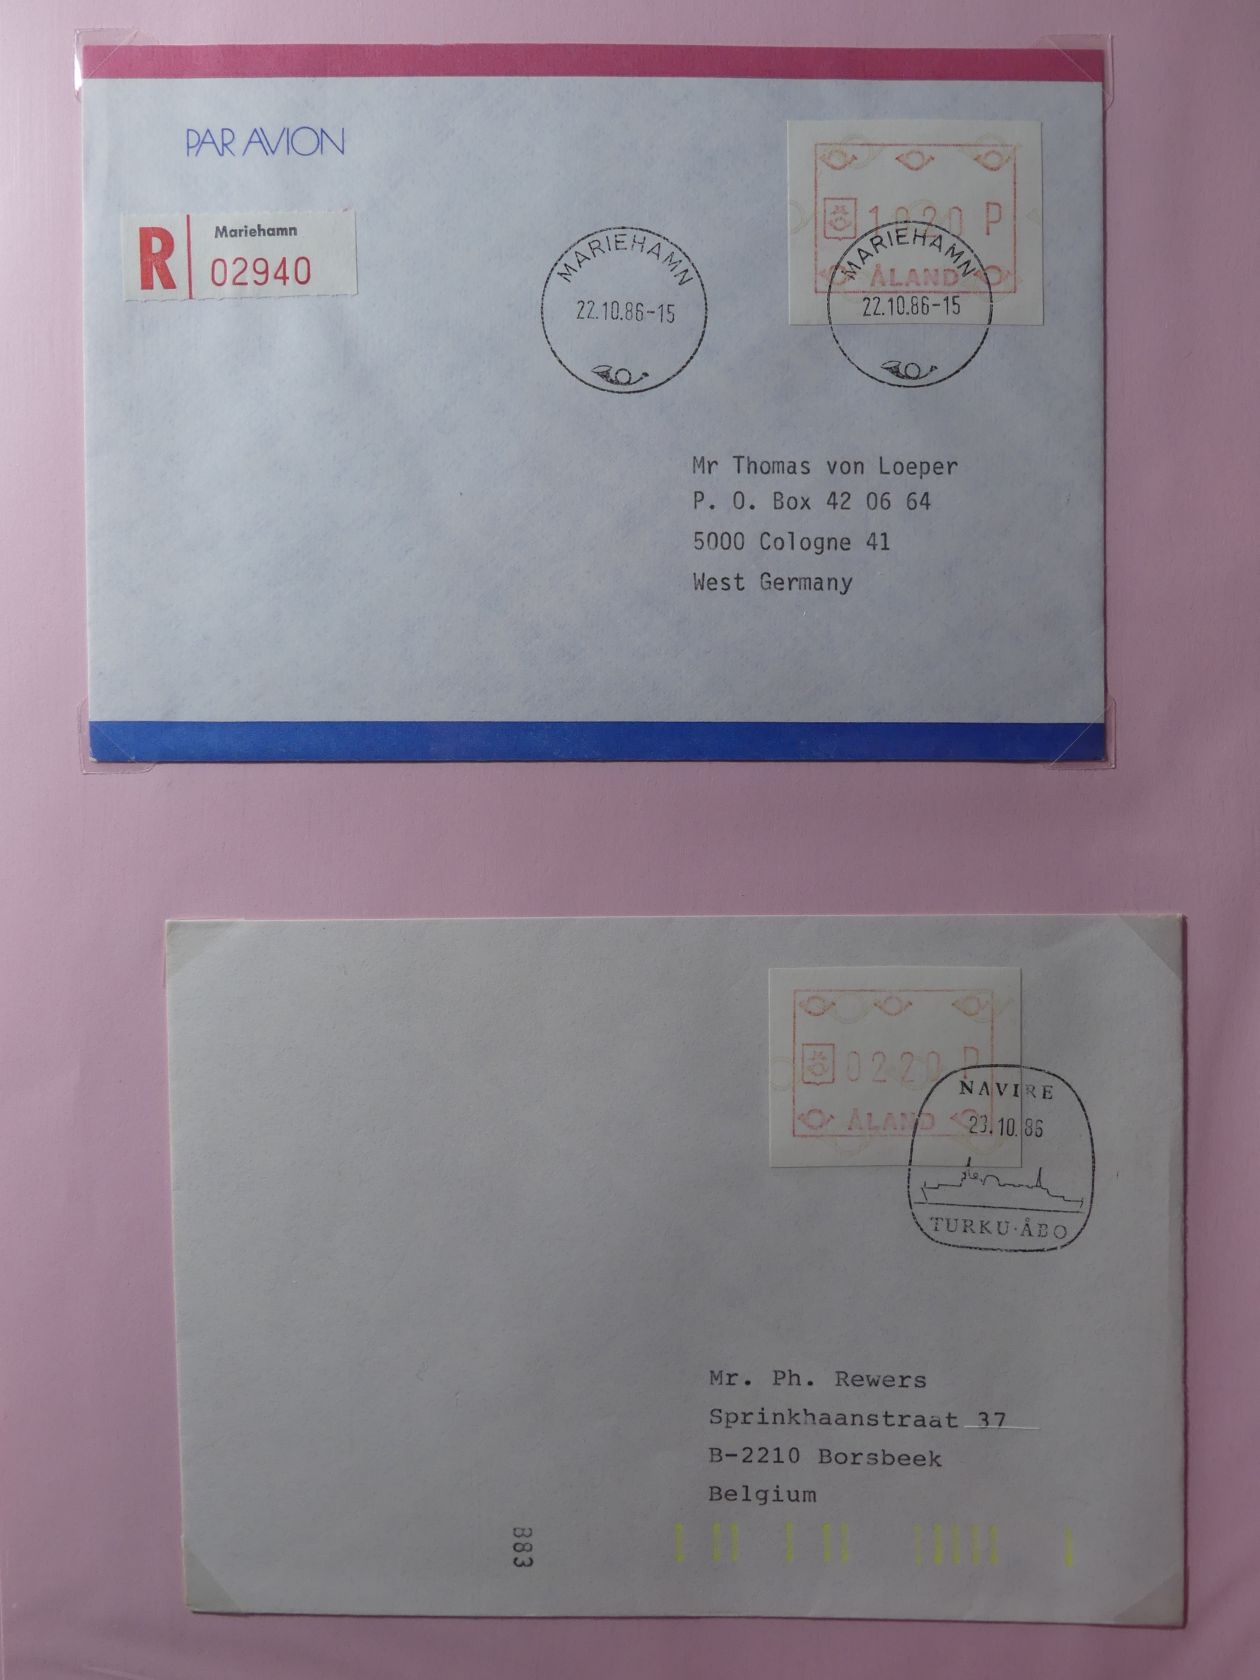 PAR AVION
R Mariehamn
02940
1020 P
ÅLAND
MARIEHAMN
22.10.86-15
MARIEHAMN
22.10.86-15
Mr Thomas von Loeper
P. O. Box 42 06 64
5000 Cologne 41
West Germany
0220 P
ÅLAND
NAVIRE
23.10.86
TURKU·ÅBO
Mr. Ph. Rewers
Sprinkhaanstraat 37
B-2210 Borsbeek
Belgium
883